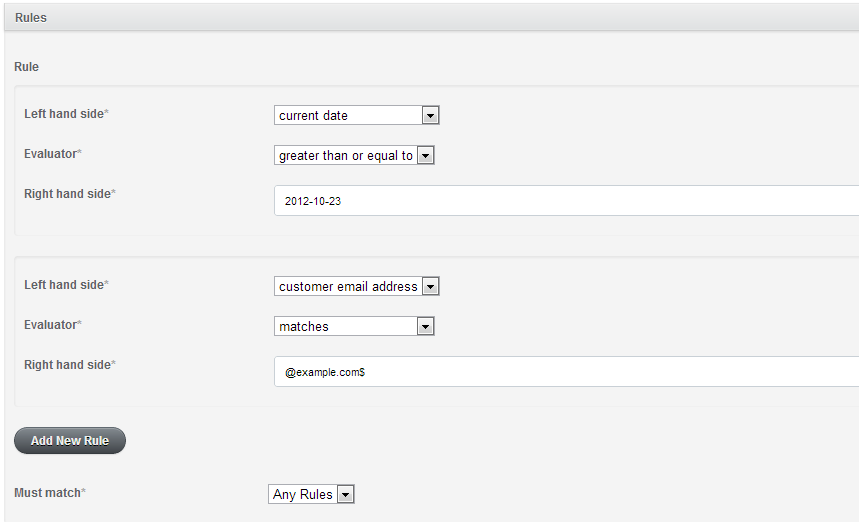 Rules
Rule
Left hand side* current date
Evaluator* greater than or equal to
Right hand side* 2012-10-23
Left hand side* customer email address
Evaluator* matches
Right hand side* @example.com$
Add New Rule
Must match* Any Rules